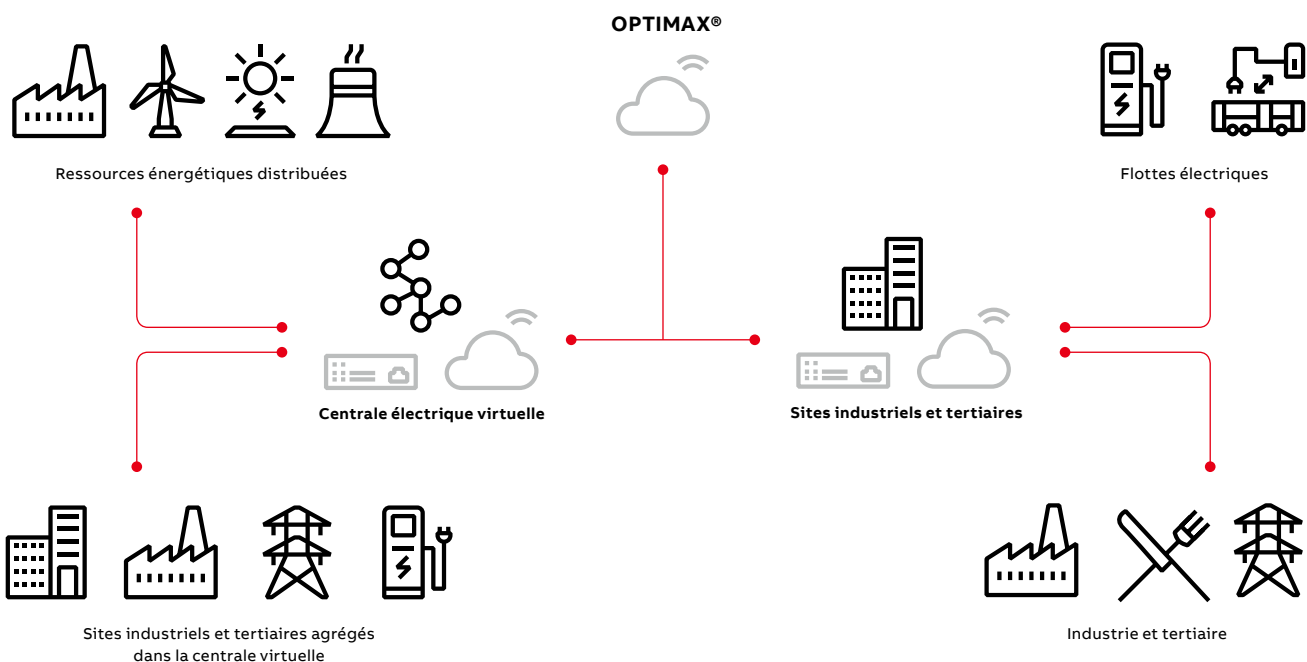 OPTIMAX®
Ressources énergétiques distribuées
Flottes électriques
Centrale électrique virtuelle
Sites industriels et tertiaires
Sites industriels et tertiaires agrégés
dans la centrale virtuelle
Industrie et tertiaire